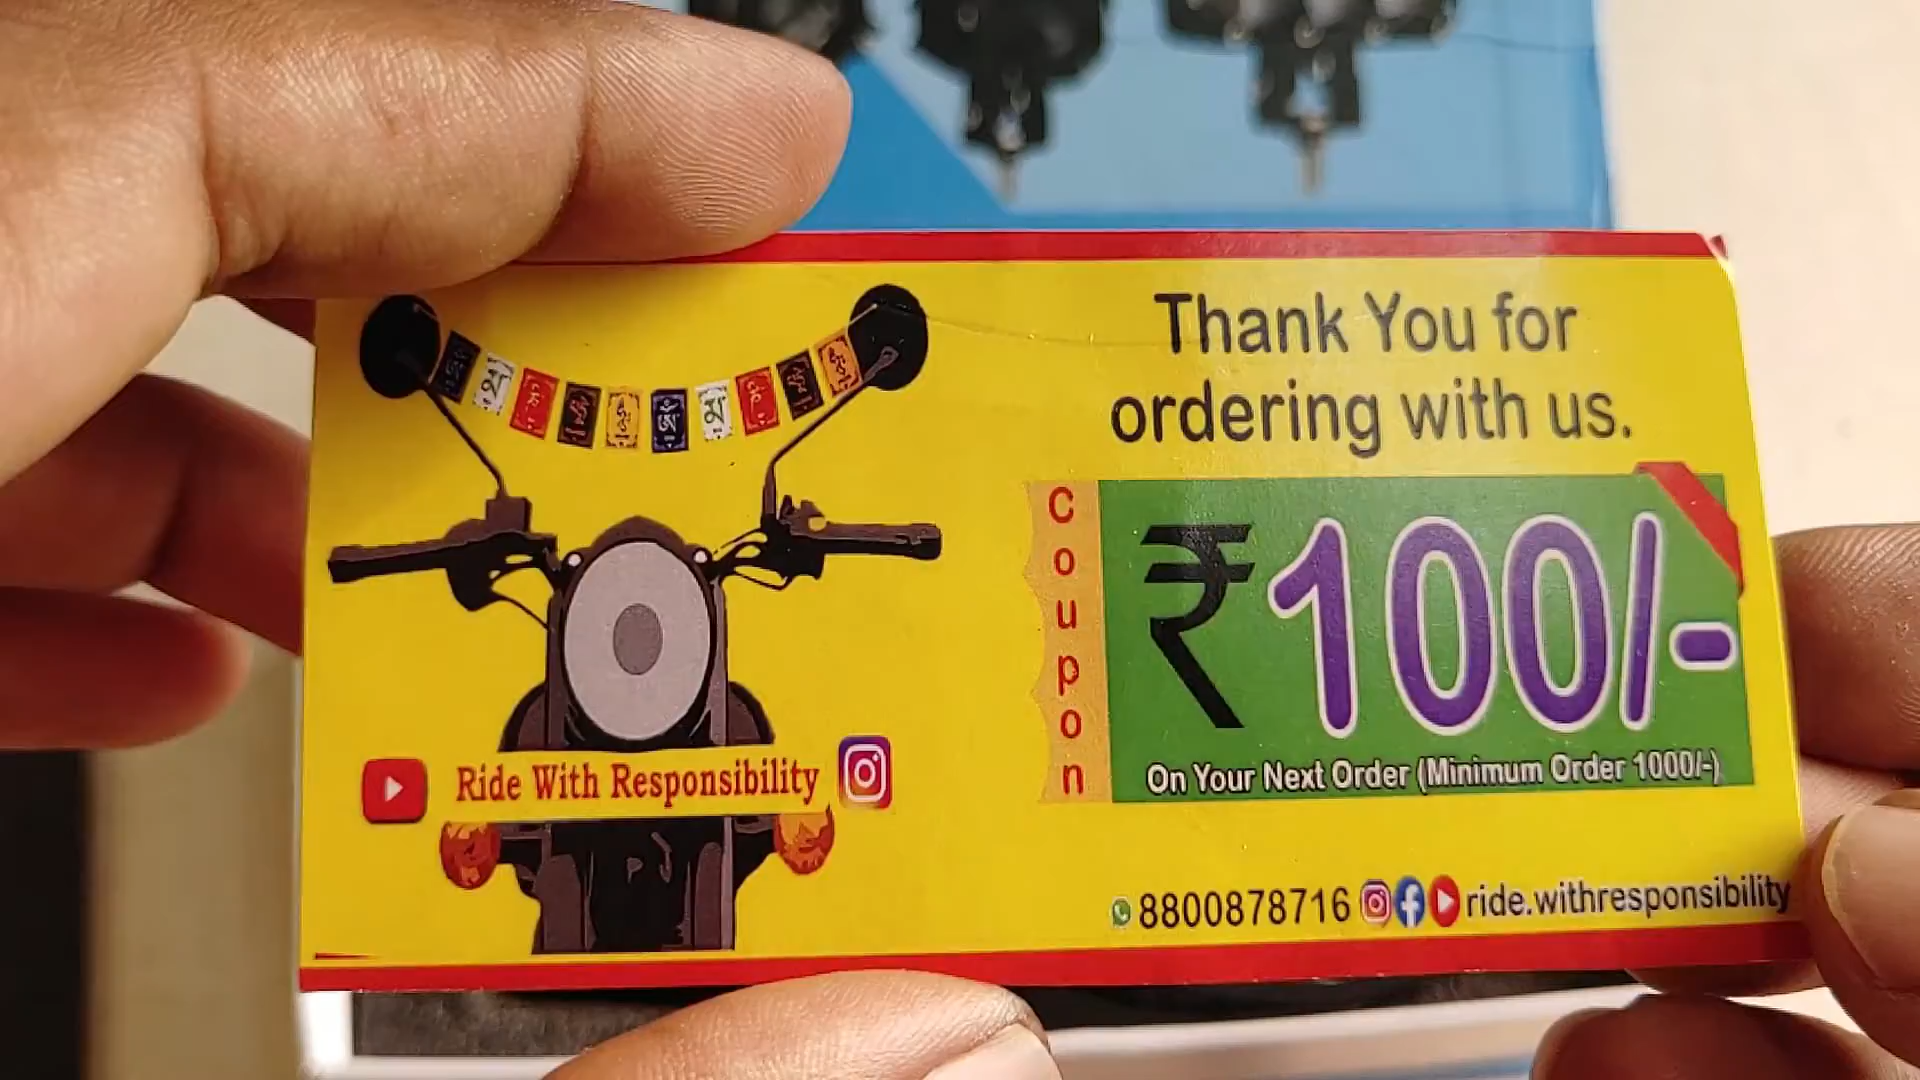 Thank You for
ordering with us.
Coupon
₹100/-
On Your Next Order (Minimum Order 1000/-)
Ride With Responsibility
8800878716 ride.withresponsibility